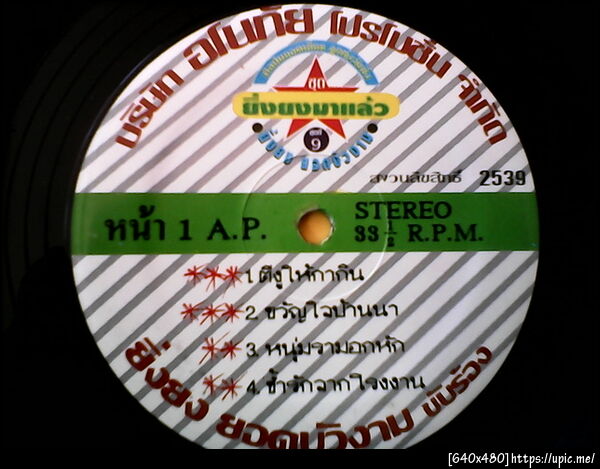 บริษัท อโนทัย โปรโมชั่น จำกัด
ชุด
ยิ่งยงมาแล้ว
9
ยิ่งยง ยอดบัวงาม
สงวนลิขสิทธิ์ 2539
หน้า 1 A.P.
STEREO
33 1/2 R.P.M.
***1. ตีงูให้กากิน
***2. ขวัญใจบ้านนา
**3. หนุ่มรามอกหัก
**4. ช้ำรักจากโรงงาน
ยิ่งยง ยอดบัวงาม ขับร้อง
[640x480]https://upic.me/